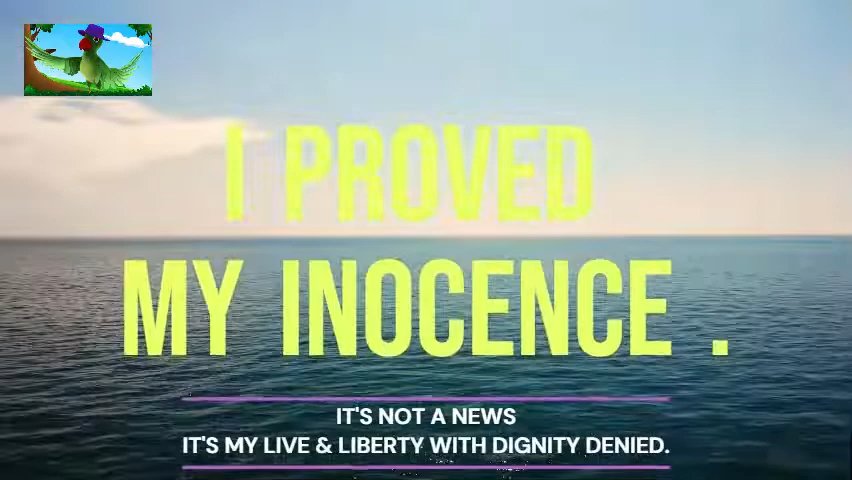 I PROVED
MY INOCENCE .
IT'S NOT A NEWS
IT'S MY LIVE & LIBERTY WITH DIGNITY DENIED.